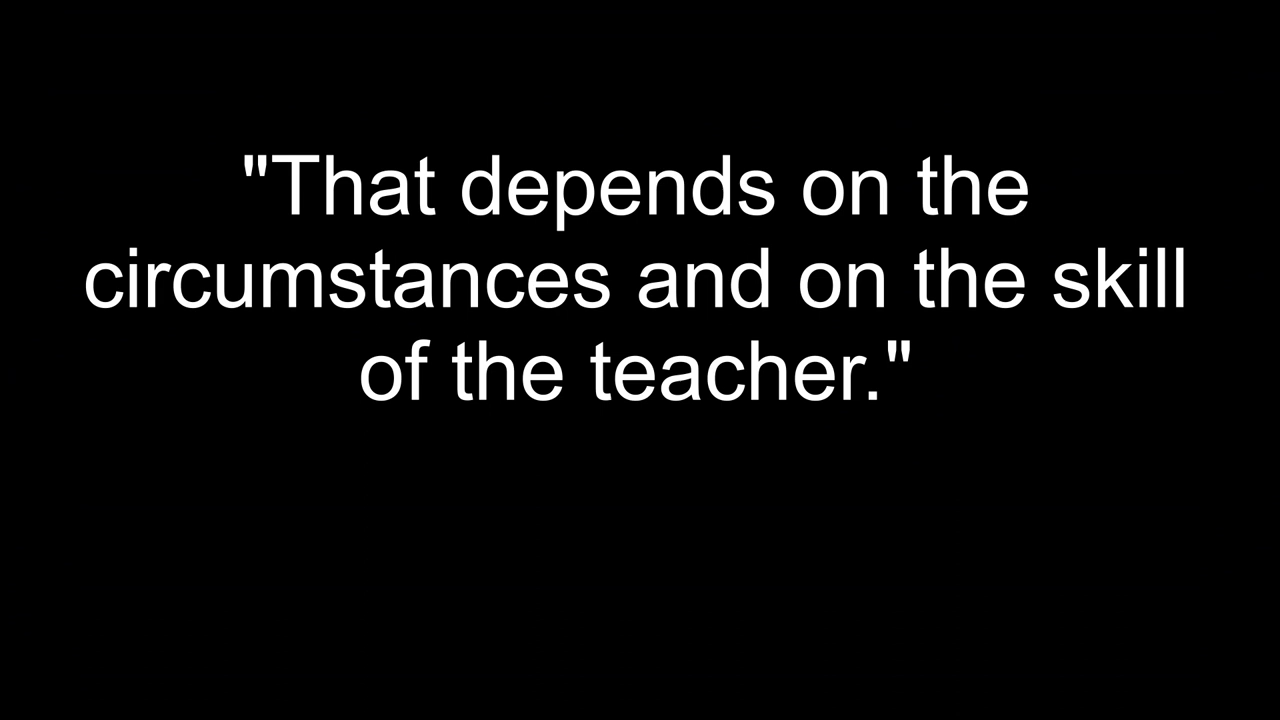 "That depends on the
circumstances and on the skill
of the teacher."